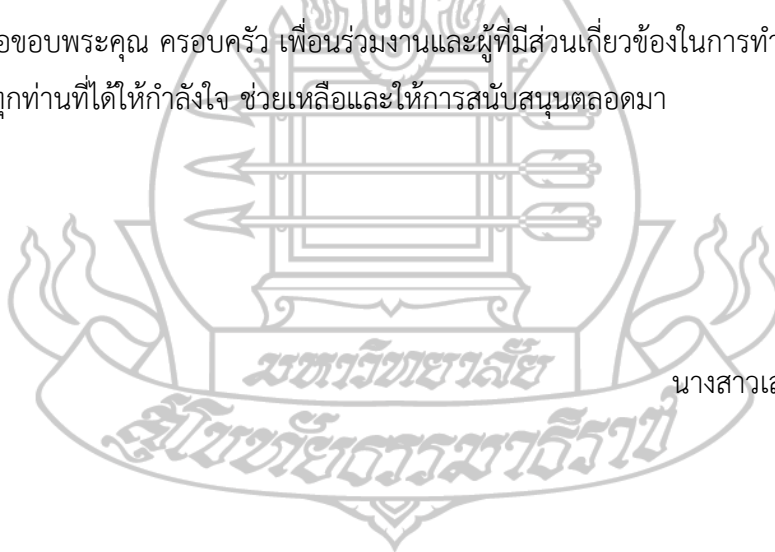 อขอบพระคุณ ครอบครัว เพื่อนร่วมงานและผู้ที่มีส่วนเกี่ยวข้องในการทำ
ทุกท่านที่ได้ให้กำลังใจ ช่วยเหลือและให้การสนับสนุนตลอดมา
มหาวิทยาลัย
นางสาวเส
สุโขทัยธรรมาธิราช